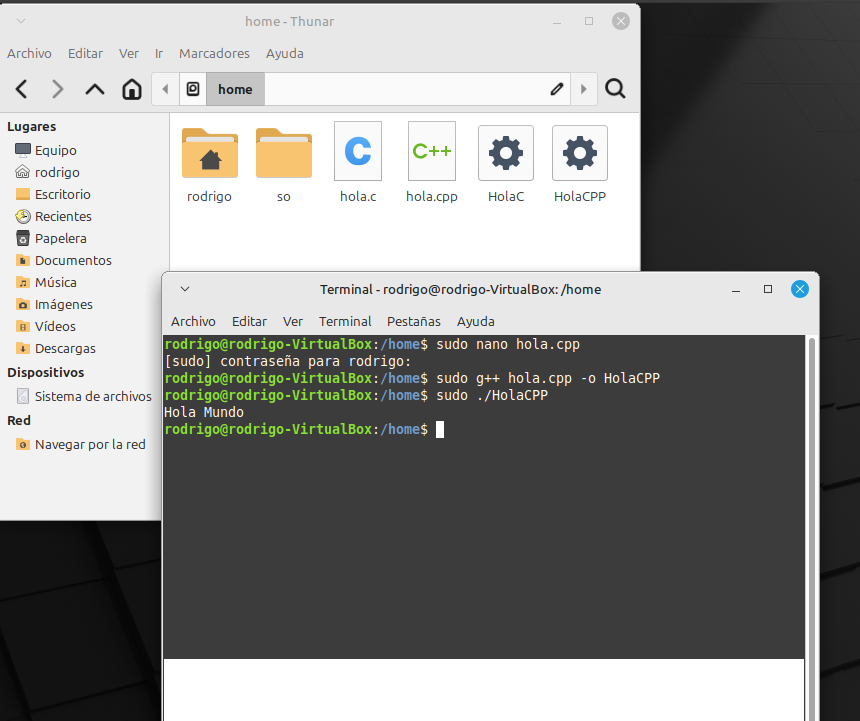 home - Thunar
Archivo Editar Ver Ir Marcadores Ayuda
home
Lugares
Equipo
rodrigo
Escritorio
Recientes
Papelera
Documentos
Música
Imágenes
Vídeos
Descargas
Dispositivos
Sistema de archivos
Red
Navegar por la red
C C++
rodrigo so hola.c hola.cpp HolaC HolaCPP
Terminal - rodrigo@rodrigo-VirtualBox: /home
Archivo Editar Ver Terminal Pestañas Ayuda
rodrigo@rodrigo-VirtualBox:/home$ sudo nano hola.cpp
[sudo] contraseña para rodrigo:
rodrigo@rodrigo-VirtualBox:/home$ sudo g++ hola.cpp -o HolaCPP
rodrigo@rodrigo-VirtualBox:/home$ sudo ./HolaCPP
Hola Mundo
rodrigo@rodrigo-VirtualBox:/home$